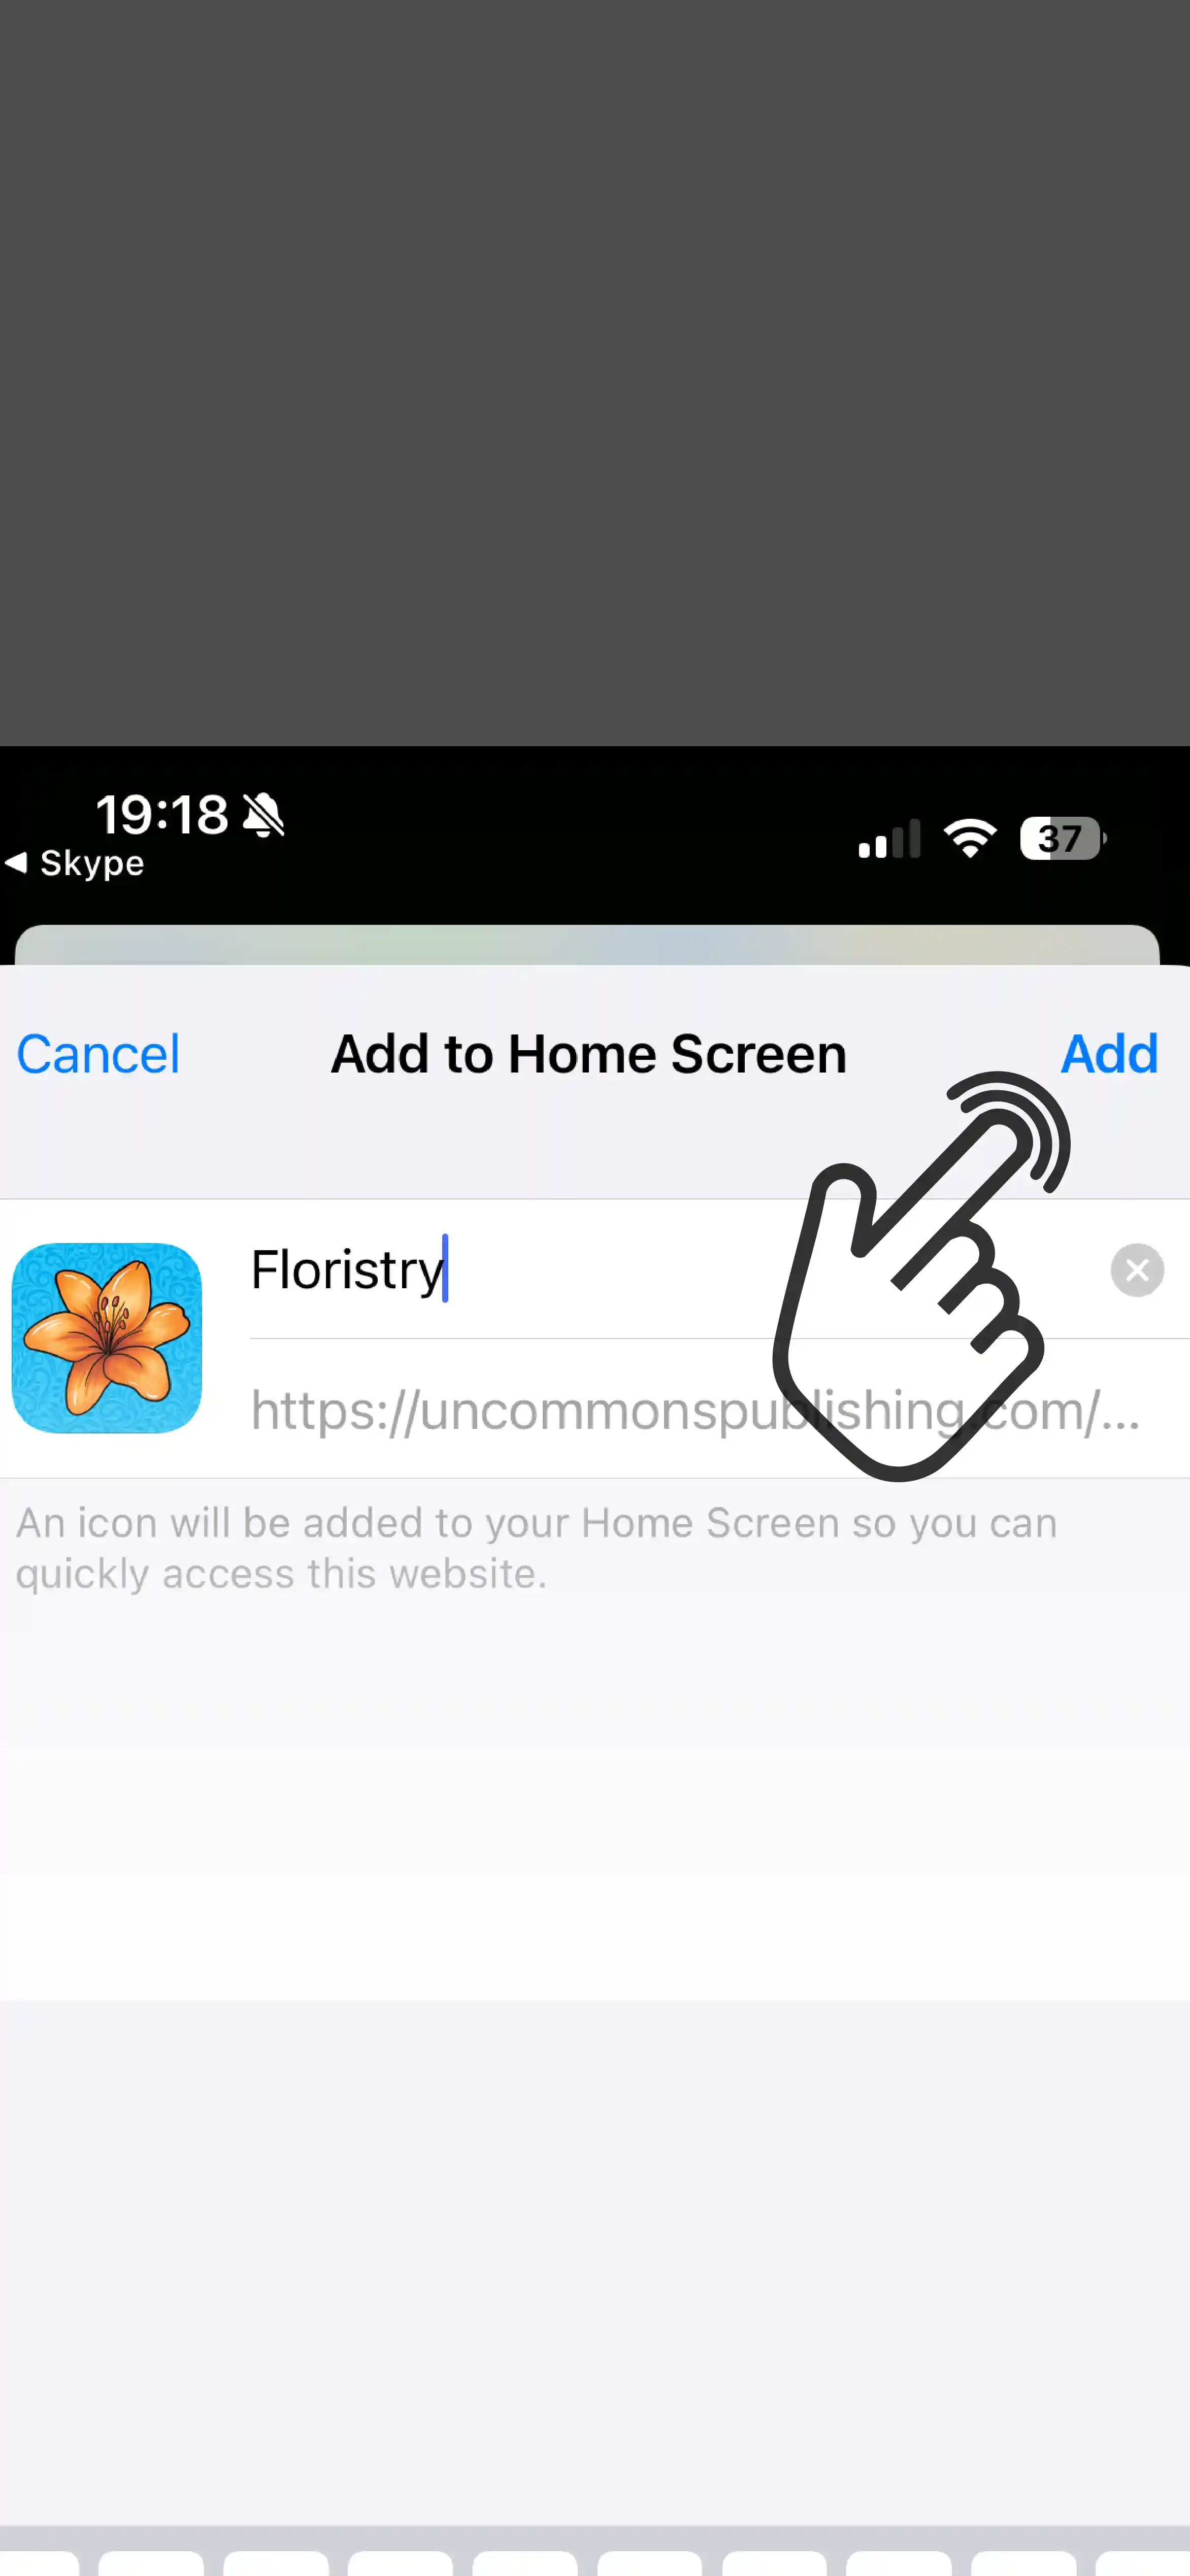 19:18
37
Skype
Cancel
Add to Home Screen
Add
Floristry
https://uncommonspublishing.com/...
An icon will be added to your Home Screen so you can
quickly access this website.